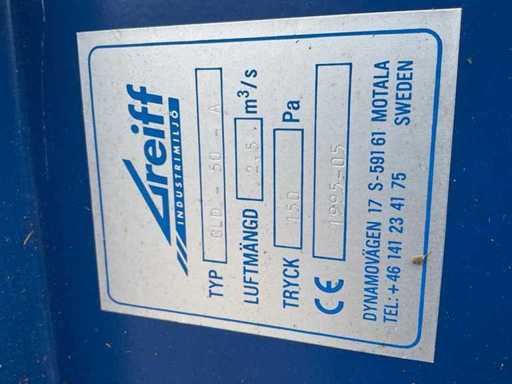 Greiff
INDUSTRIMILJÖ
TYP GLD - 50 - A
LUFTMÄNGD 2.5. m³/s
TRYCK 150 Pa
CE 1995-05
DYNAMOVÄGEN 17 S-591 61 MOTALA
SWEDEN
TEL: +46 141 23 41 75